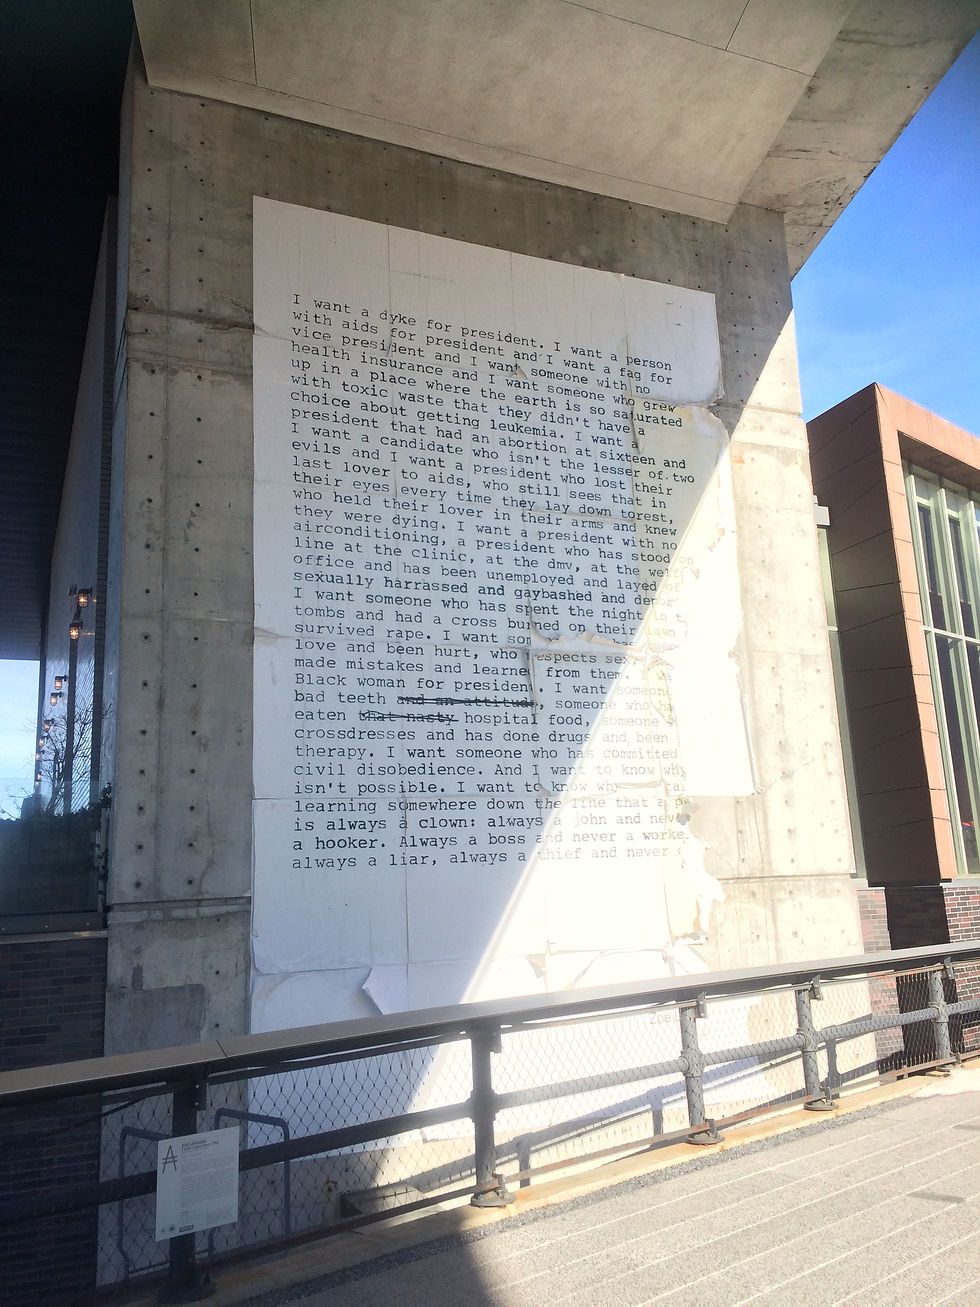 I want a dyke for president. I want a person
with aids for president and I want a fag for
vice president and I want someone with no
health insurance and I want someone who grew
up in a place where the earth is so saturated
with toxic waste that they didn't have a
choice about getting leukemia. I want a
president that had an abortion at sixteen and
I want a candidate who isn't the lesser of two
evils and I want a president who lost their
last lover to aids, who still sees that in
their eyes every time they lay down to rest,
who held their lover in their arms and knew
they were dying. I want a president with no
airconditioning, a president who has stood on
line at the clinic, at the dmv, at the welf
office and has been unemployed and layed of
sexually harrassed and gaybashed and deport
I want someone who has spent the night in t
tombs and had a cross burned on their lawn
survived rape. I want som has been
love and been hurt, who respects sex
made mistakes and learned from them. I wa
Black woman for president. I want someone
bad teeth and an attitude, someone who ha
eaten that nasty hospital food, someone
crossdresses and has done drugs and been
therapy. I want someone who has committed
civil disobedience. And I want to know why
isn't possible. I want to know why
learning somewhere down the line that a p
is always a clown: always a john and neve
a hooker. Always a boss and never a worke
always a liar, always a thief and never
Zoe